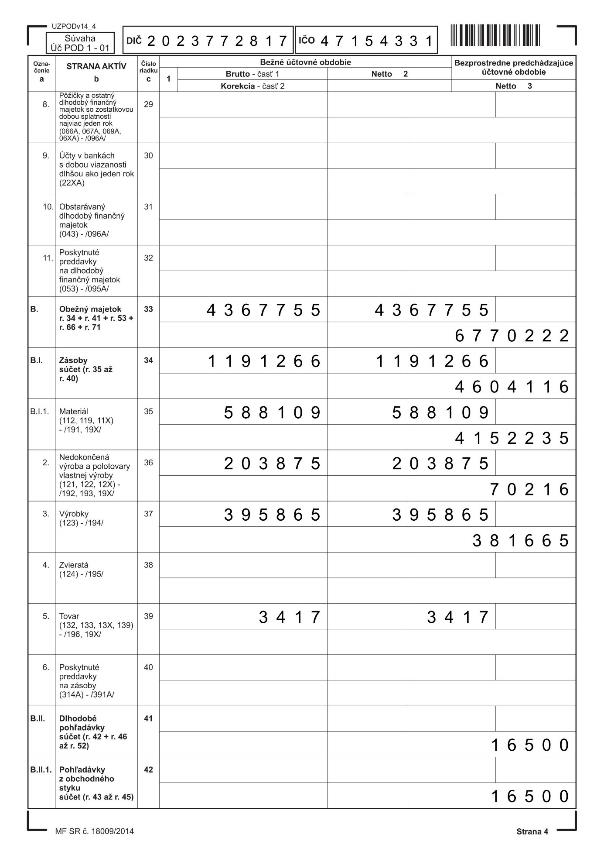 UZPODv14_4
Súvaha
Úč POD 1 - 01
DIČ 2023772817
IČO 47154331
Ozna-
čenie
a
STRANA AKTÍV
b
Číslo
riadku
c
Bežné účtovné obdobie
1
Brutto - časť 1
Korekcia - časť 2
Netto 2
Bezprostredne predchádzajúce
účtovné obdobie
Netto 3
8.
Pôžičky a ostatný
dlhodobý finančný
majetok so zostatkovou
dobou splatnosti
najviac jeden rok
(066A, 067A, 069A,
06XA) - /096A/
29
9.
Účty v bankách
s dobou viazanosti
dlhšou ako jeden rok
(22XA)
30
10.
Obstarávaný
dlhodobý finančný
majetok
(043) - /096A/
31
11.
Poskytnuté
preddavky
na dlhodobý
finančný majetok
(053) - /095A/
32
B.
Obežný majetok
r. 34 + r. 41 + r. 53 +
r. 66 + r. 71
33
4367755
4367755
6770222
B.I.
Zásoby
súčet (r. 35 až
r. 40)
34
1191266
1191266
4604116
B.I.1.
Materiál
(112, 119, 11X)
- /191, 19X/
35
588109
588109
4152235
2.
Nedokončená
výroba a polotovary
vlastnej výroby
(121, 122, 12X) -
/192, 193, 19X/
36
203875
203875
70216
3.
Výrobky
(123) - /194/
37
395865
395865
381665
4.
Zvieratá
(124) - /195/
38
5.
Tovar
(132, 133, 13X, 139)
- /196, 19X/
39
3417
3417
6.
Poskytnuté
preddavky
na zásoby
(314A) - /391A/
40
B.II.
Dlhodobé
pohľadávky
súčet (r. 42 + r. 46
až r. 52)
41
16500
B.II.1.
Pohľadávky
z obchodného
styku
súčet (r. 43 až r. 45)
42
16500
MF SR č. 18009/2014
Strana 4